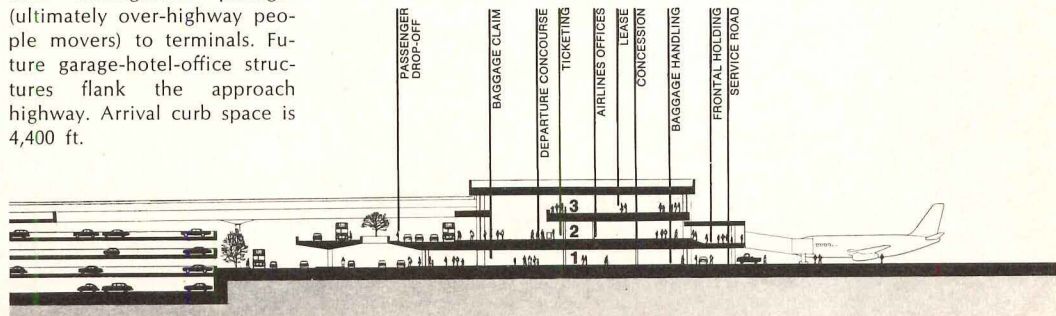 (ultimately over-highway peo-
ple movers) to terminals. Fu-
ture garage-hotel-office struc-
tures flank the approach
highway. Arrival curb space is
4,400 ft.
PASSENGER
DROP-OFF
BAGGAGE CLAIM
DEPARTURE CONCOURSE
TICKETING
AIRLINES OFFICES
LEASE
CONCESSION
BAGGAGE HANDLING
FRONTAL HOLDING
SERVICE ROAD
3
2
1